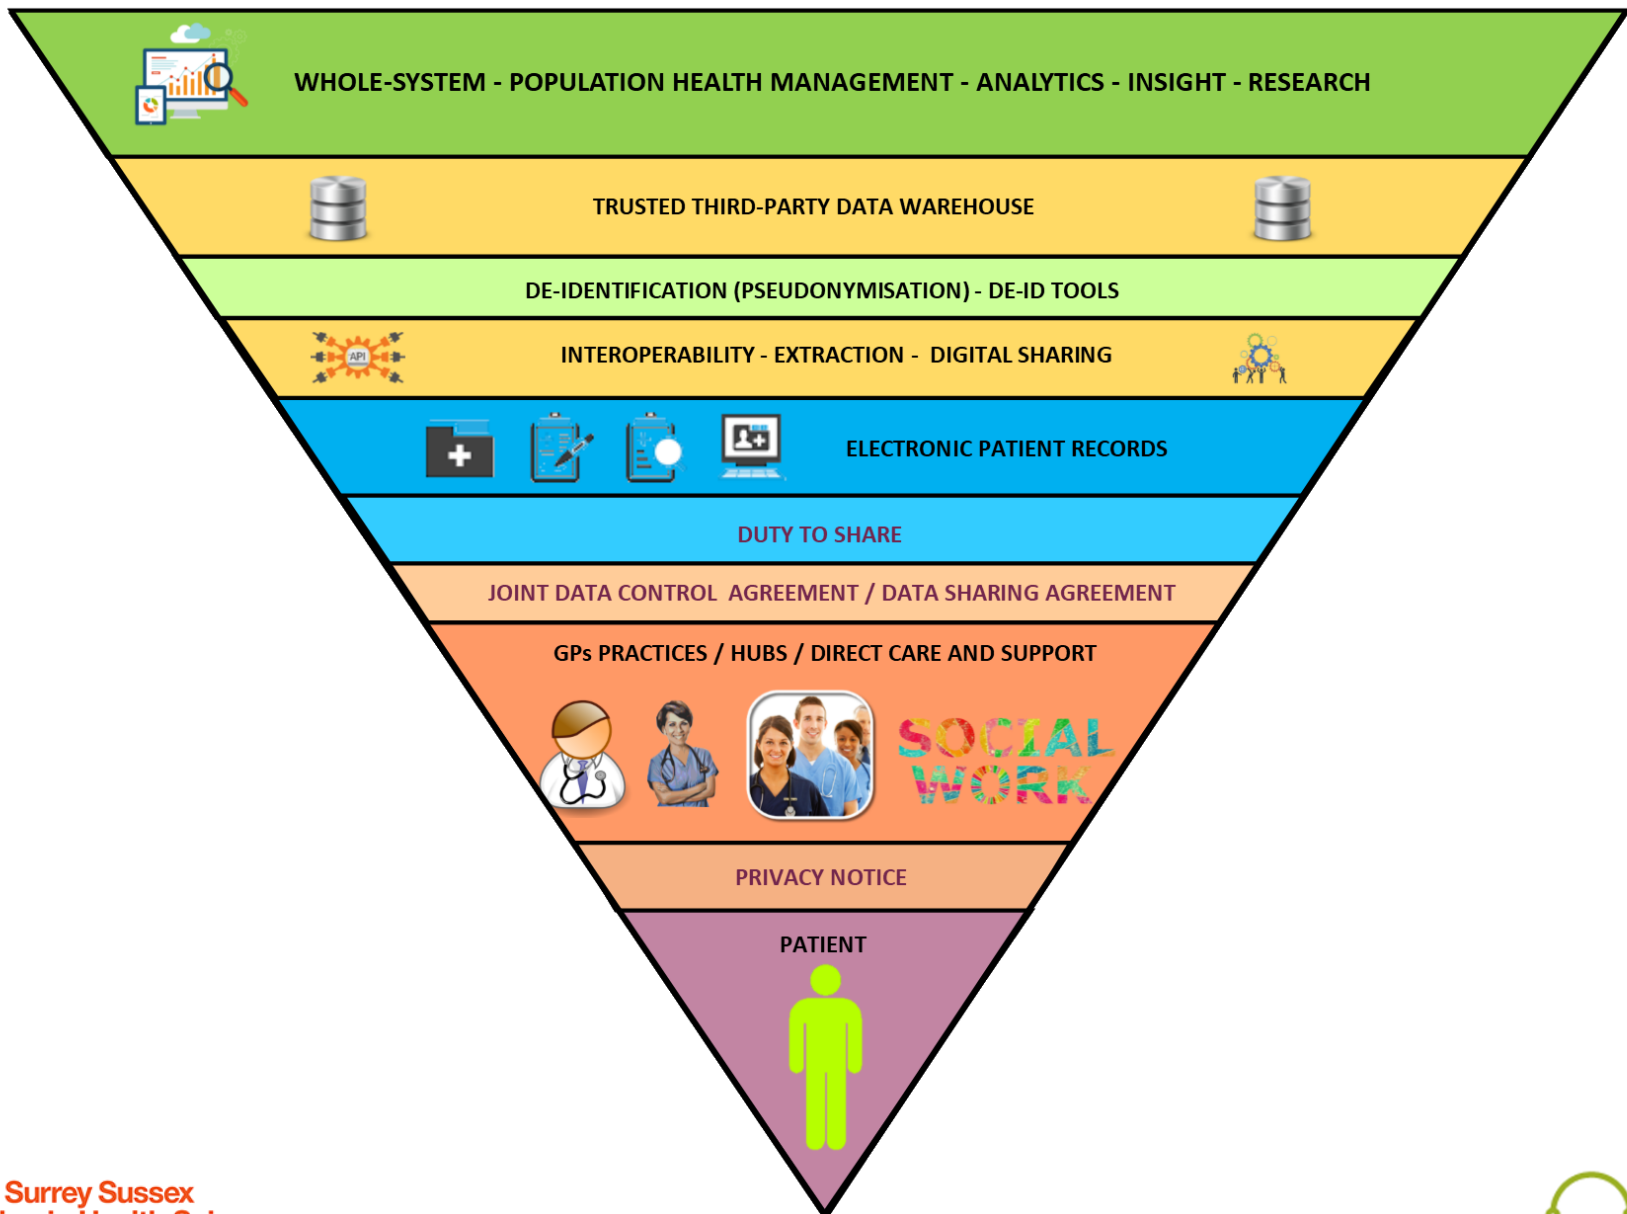 WHOLE-SYSTEM - POPULATION HEALTH MANAGEMENT - ANALYTICS - INSIGHT - RESEARCH
TRUSTED THIRD-PARTY DATA WAREHOUSE
DE-IDENTIFICATION (PSEUDONYMISATION) - DE-ID TOOLS
API
INTEROPERABILITY - EXTRACTION - DIGITAL SHARING
ELECTRONIC PATIENT RECORDS
DUTY TO SHARE
JOINT DATA CONTROL AGREEMENT / DATA SHARING AGREEMENT
GPs PRACTICES / HUBS / DIRECT CARE AND SUPPORT
SOCIAL
WORK
PRIVACY NOTICE
PATIENT
Surrey Sussex